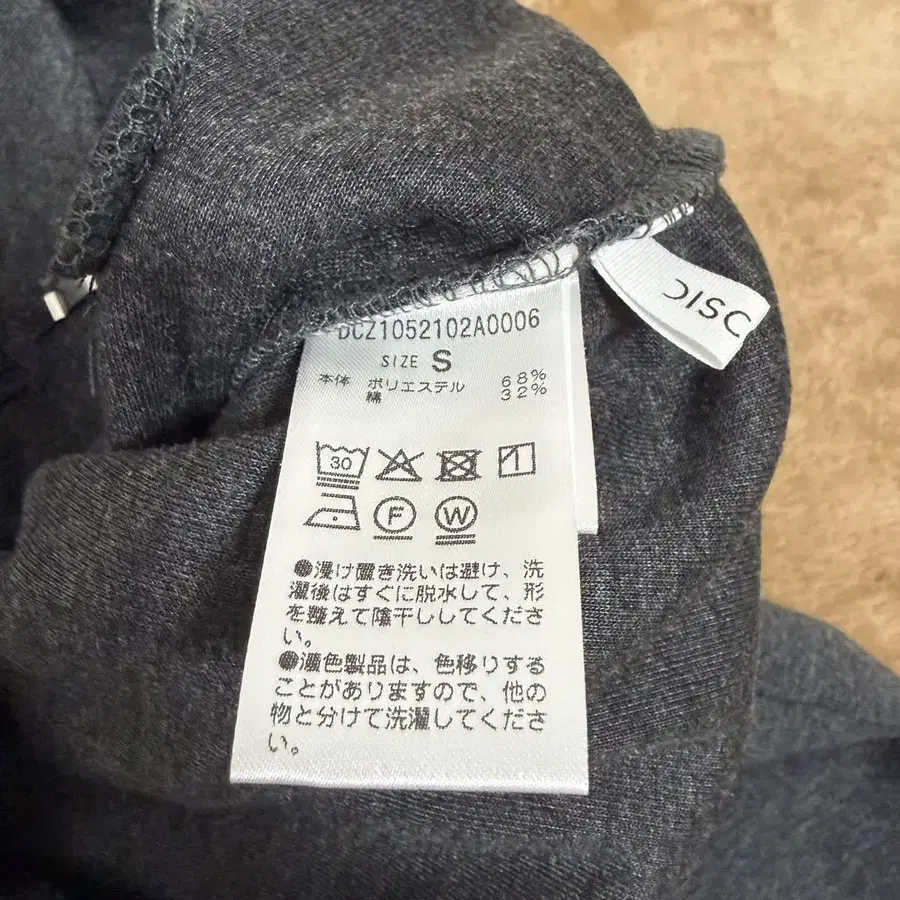 DCZ1052102A0006
SIZE S
本体 ポリエステル 68%
綿 32%
30
F W
●浸け置き洗いは避け、洗
濯後はすぐに脱水して、形
を整えて陰干ししてくださ
い。
●濃色製品は、色移りする
ことがありますので、他の
物と分けて洗濯してくださ
い。
DISC